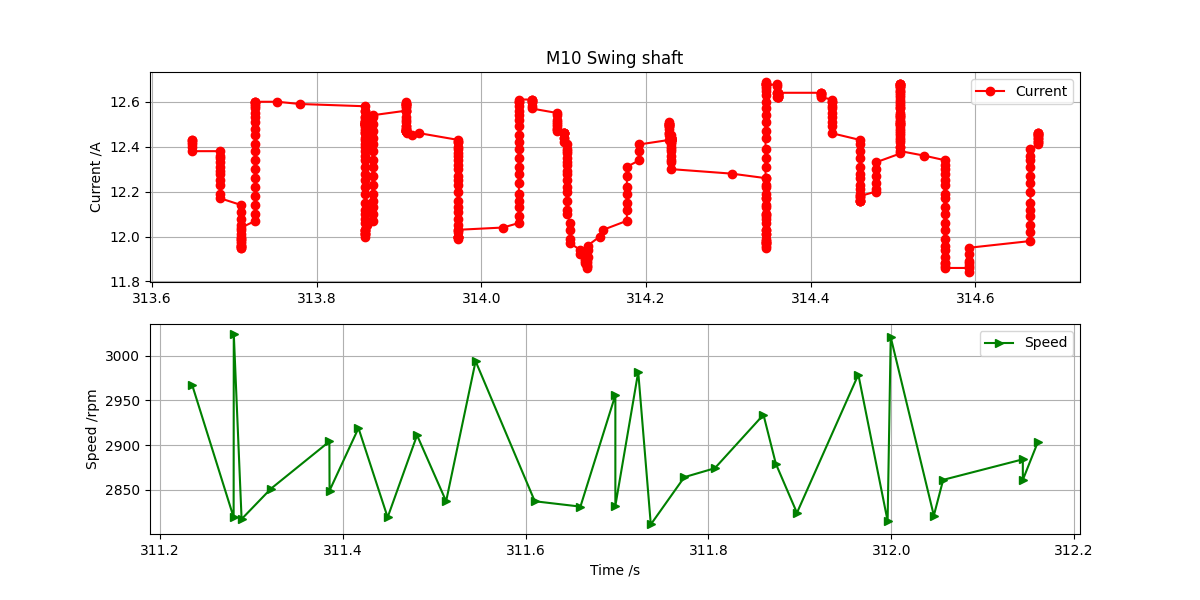 M10 Swing shaft
Current /A
12.6
12.4
12.2
12.0
11.8
Current
313.6 313.8 314.0 314.2 314.4 314.6
Speed /rpm
3000
2950
2900
2850
Speed
311.2 311.4 311.6 311.8 312.0 312.2
Time /s